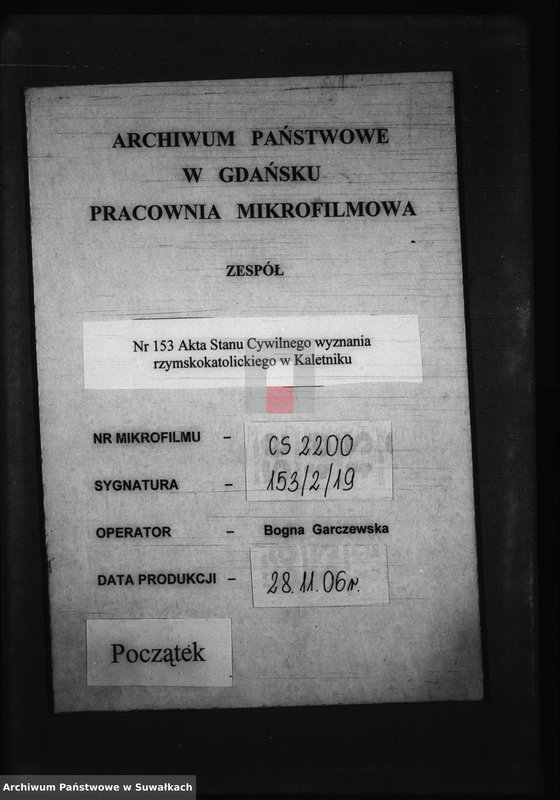 ARCHIWUM PAŃSTWOWE
W GDAŃSKU
PRACOWNIA MIKROFILMOWA
ZESPÓŁ
Nr 153 Akta Stanu Cywilnego wyznania
rzymskokatolickiego w Kaletniku
NR MIKROFILMU – CS 2200
SYGNATURA – 153/2/19
OPERATOR – Bogna Garczewska
DATA PRODUKCJI – 28.11.06r.
Początek
Archiwum Państwowe w Suwałkach